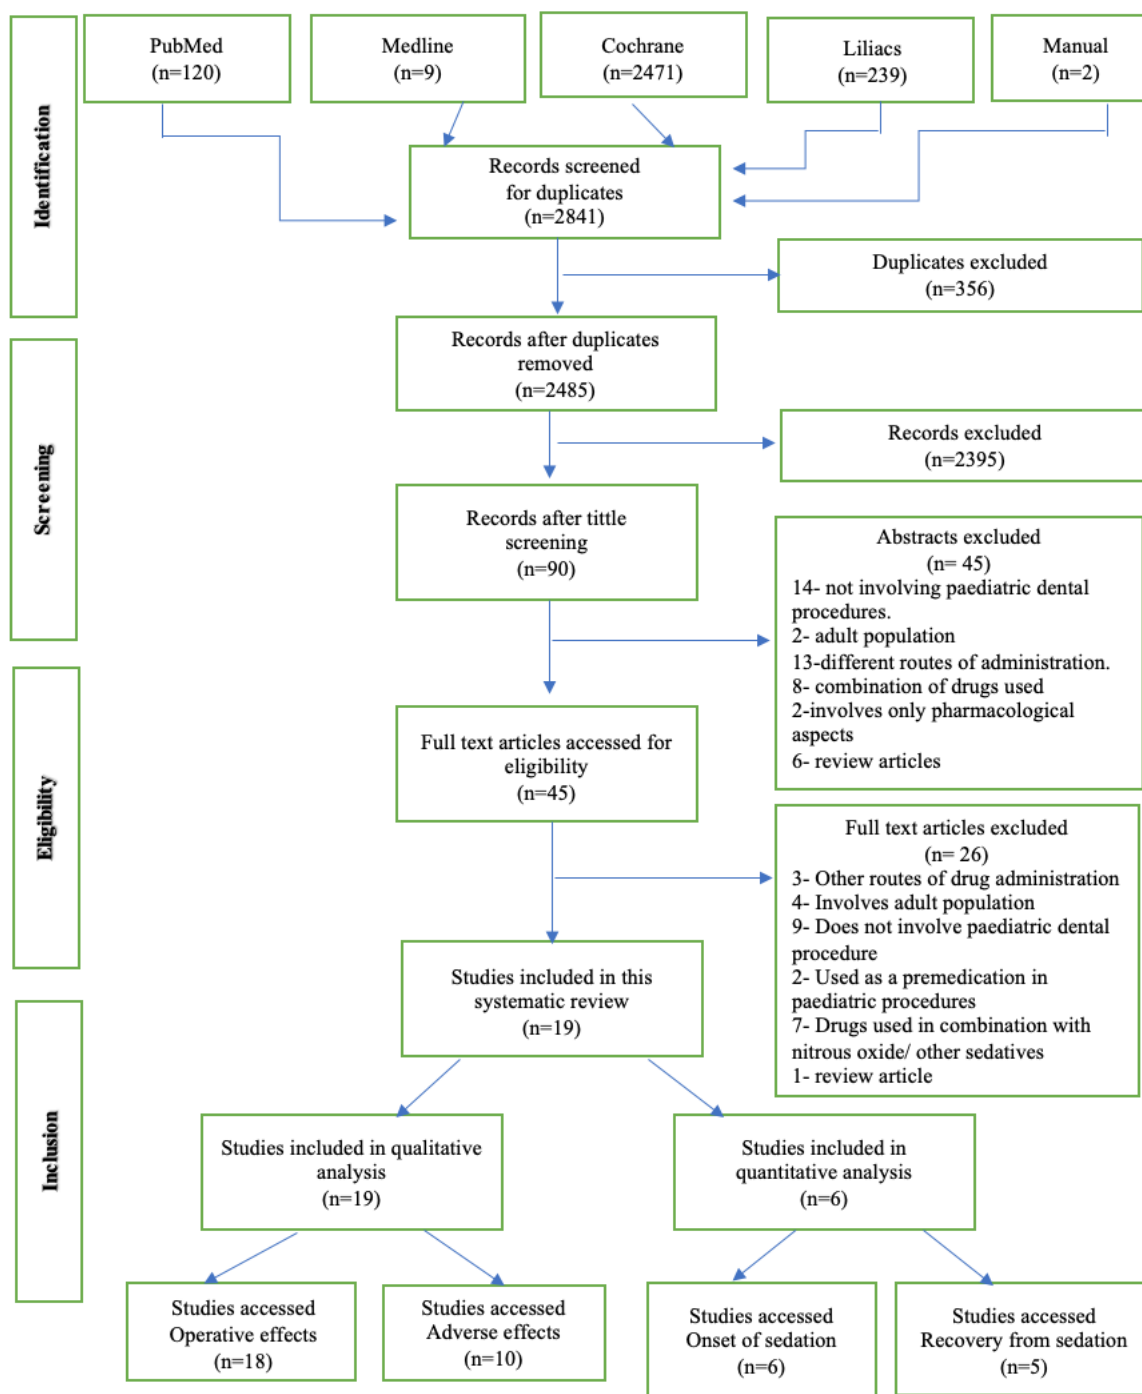 PubMed
(n=120)
Medline
(n=9)
Cochrane
(n=2471)
Liliacs
(n=239)
Manual
(n=2)
Identification
Records screened
for duplicates
(n=2841)
Duplicates excluded
(n=356)
Records after duplicates
removed
(n=2485)
Screening
Records excluded
(n=2395)
Records after tittle
screening
(n=90)
Abstracts excluded
(n= 45)
14- not involving paediatric dental
procedures.
2- adult population
13-different routes of administration.
8- combination of drugs used
2-involves only pharmacological
aspects
6- review articles
Eligibility
Full text articles accessed for
eligibility
(n=45)
Full text articles excluded
(n= 26)
3- Other routes of drug administration
4- Involves adult population
9- Does not involve paediatric dental
procedure
2- Used as a premedication in
paediatric procedures
7- Drugs used in combination with
nitrous oxide/ other sedatives
1- review article
Studies included in this
systematic review
(n=19)
Inclusion
Studies included in qualitative
analysis
(n=19)
Studies included in
quantitative analysis
(n=6)
Studies accessed
Operative effects
(n=18)
Studies accessed
Adverse effects
(n=10)
Studies accessed
Onset of sedation
(n=6)
Studies accessed
Recovery from sedation
(n=5)